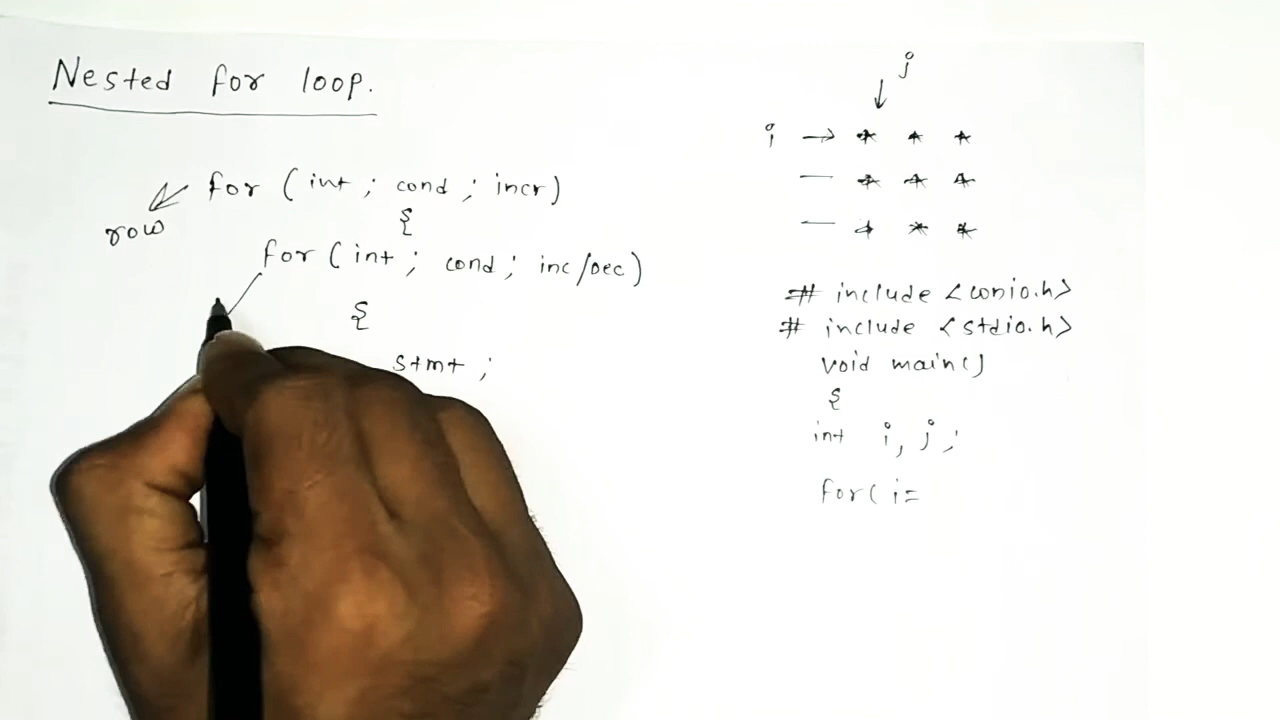 Nested for loop.
for (int ; cond ; incr)
{
row
for (int ; cond ; inc/dec)
{
stmt ;
j
↓
i → * * *
— * * *
— * * *
# include <conio.h>
# include <stdio.h>
void main()
{
int i, j ;
for( i=